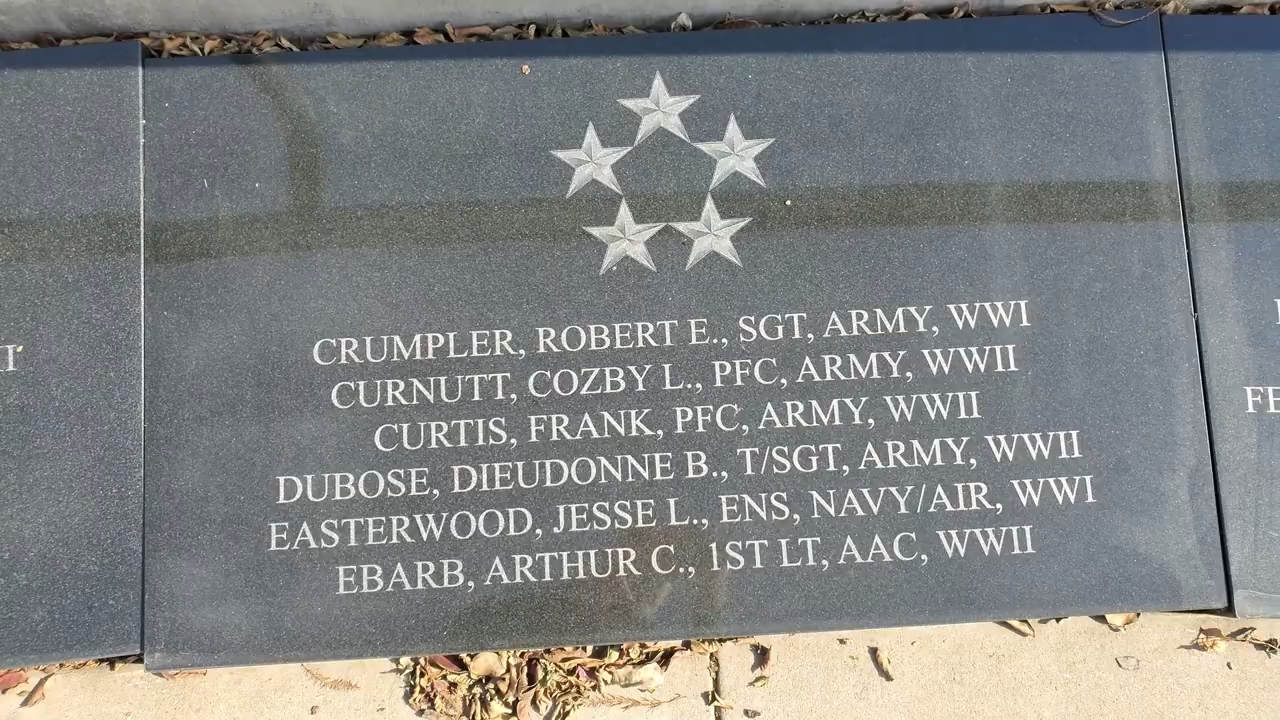 CRUMPLER, ROBERT E., SGT, ARMY, WWI
CURNUTT, COZBY L., PFC, ARMY, WWII
CURTIS, FRANK, PFC, ARMY, WWII
DUBOSE, DIEUDONNE B., T/SGT, ARMY, WWII
EASTERWOOD, JESSE L., ENS, NAVY/AIR, WWI
EBARB, ARTHUR C., 1ST LT, AAC, WWII